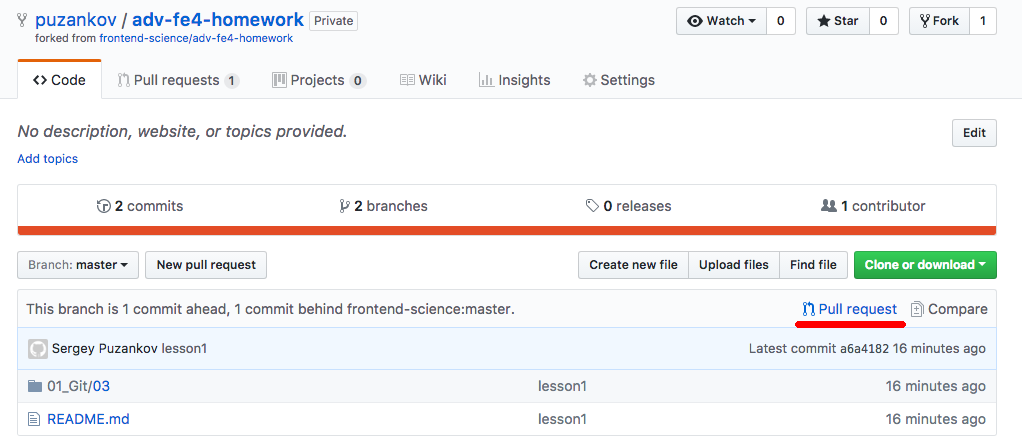 puzankov / adv-fe4-homework Private Watch 0 Star 0 Fork 1
forked from frontend-science/adv-fe4-homework
Code Pull requests 1 Projects 0 Wiki Insights Settings
No description, website, or topics provided. Edit
Add topics
2 commits 2 branches 0 releases 1 contributor
Branch: master New pull request Create new file Upload files Find file Clone or download
This branch is 1 commit ahead, 1 commit behind frontend-science:master. Pull request Compare
Sergey Puzankov lesson1 Latest commit a6a4182 16 minutes ago
01_Git/03 lesson1 16 minutes ago
README.md lesson1 16 minutes ago